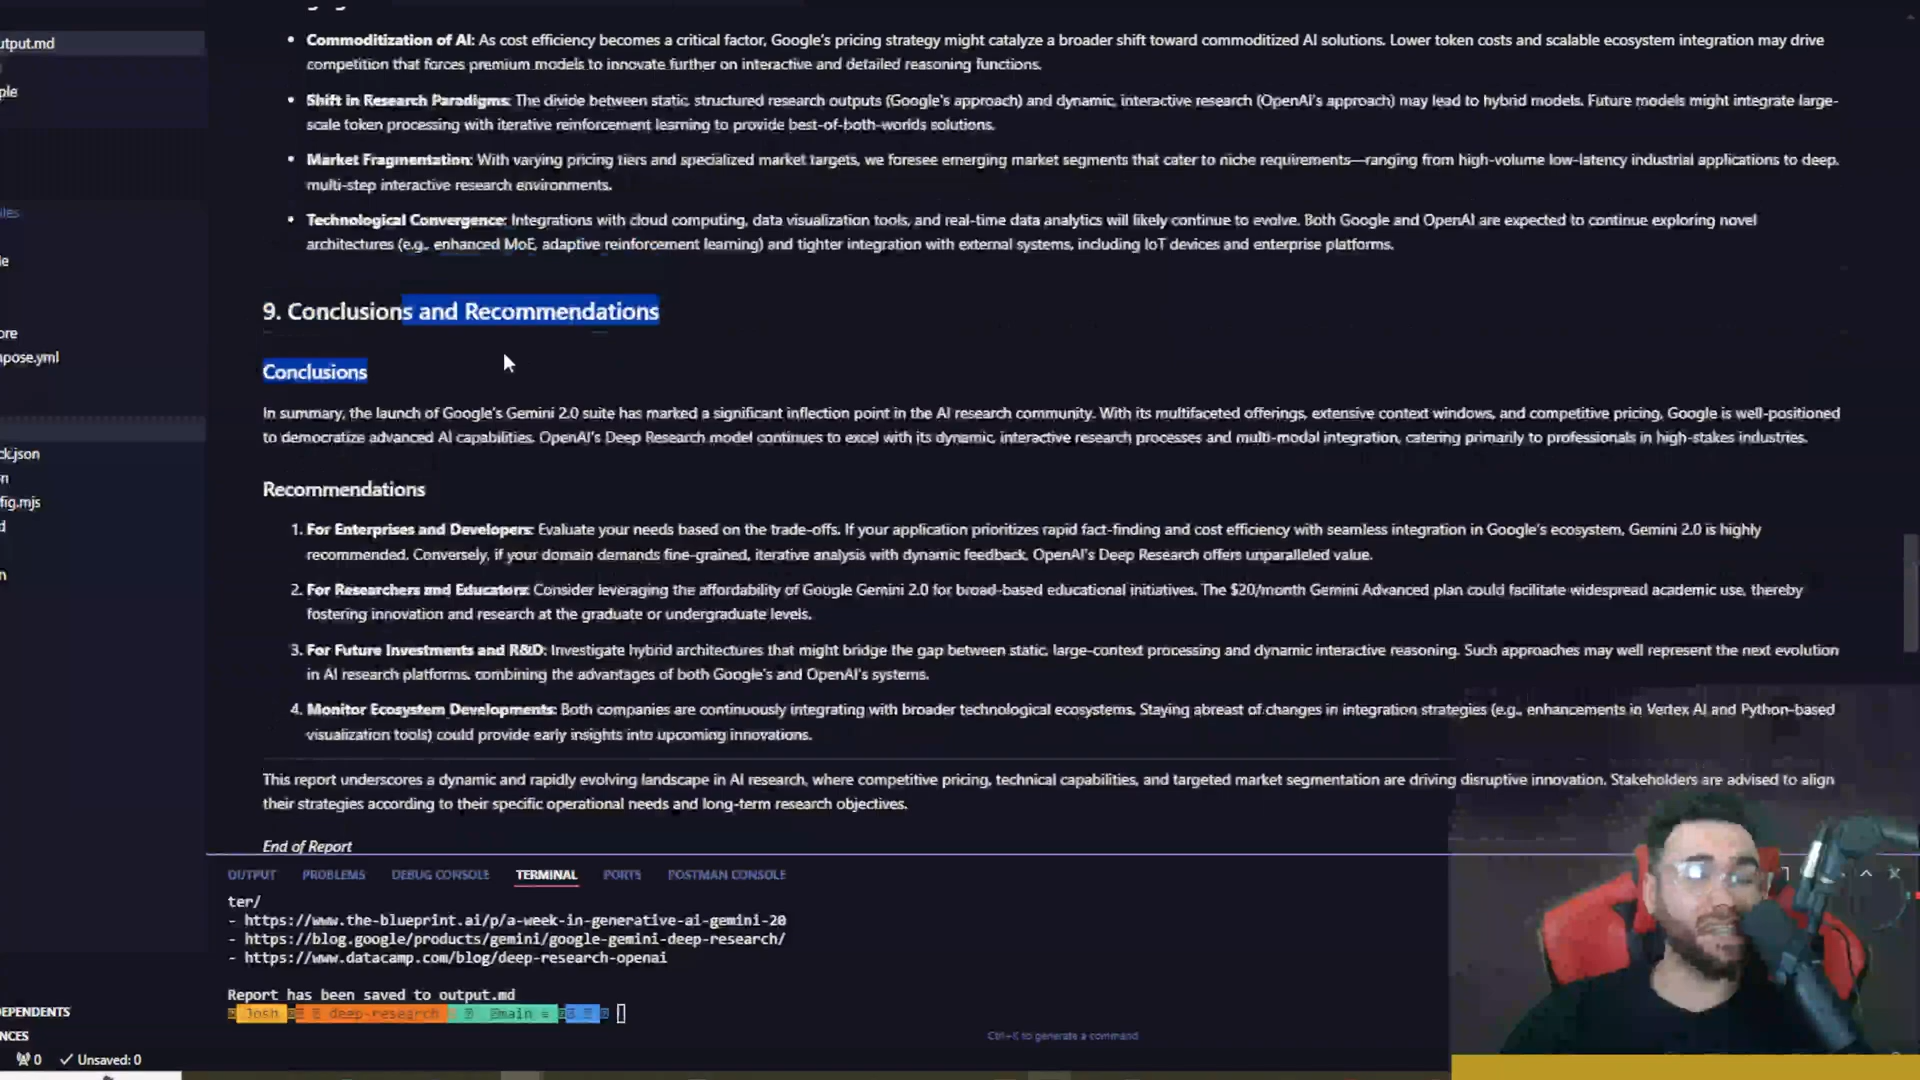 utput.md
ple
• Commoditization of AI: As cost efficiency becomes a critical factor, Google's pricing strategy might catalyze a broader shift toward commoditized AI solutions. Lower token costs and scalable ecosystem integration may drive
competition that forces premium models to innovate further on interactive and detailed reasoning functions.
• Shift in Research Paradigms: The divide between static, structured research outputs (Google's approach) and dynamic, interactive research (OpenAI's approach) may lead to hybrid models. Future models might integrate large-
scale token processing with iterative reinforcement learning to provide best-of-both-worlds solutions.
• Market Fragmentation: With varying pricing tiers and specialized market targets, we foresee emerging market segments that cater to niche requirements—ranging from high-volume low-latency industrial applications to deep,
multi-step interactive research environments.
• Technological Convergence: Integrations with cloud computing, data visualization tools, and real-time data analytics will likely continue to evolve. Both Google and OpenAI are expected to continue exploring novel
architectures (e.g., enhanced MoE, adaptive reinforcement learning) and tighter integration with external systems, including IoT devices and enterprise platforms.
iles
le
ore
npose.yml
ck.json
n
fig.mjs
d
n
9. Conclusions and Recommendations
Conclusions
In summary, the launch of Google's Gemini 2.0 suite has marked a significant inflection point in the AI research community. With its multifaceted offerings, extensive context windows, and competitive pricing, Google is well-positioned
to democratize advanced AI capabilities. OpenAI's Deep Research model continues to excel with its dynamic, interactive research processes and multi-modal integration, catering primarily to professionals in high-stakes industries.
Recommendations
1. For Enterprises and Developers: Evaluate your needs based on the trade-offs. If your application prioritizes rapid fact-finding and cost efficiency with seamless integration in Google's ecosystem, Gemini 2.0 is highly
recommended. Conversely, if your domain demands fine-grained, iterative analysis with dynamic feedback, OpenAI's Deep Research offers unparalleled value.
2. For Researchers and Educators: Consider leveraging the affordability of Google Gemini 2.0 for broad-based educational initiatives. The $20/month Gemini Advanced plan could facilitate widespread academic use, thereby
fostering innovation and research at the graduate or undergraduate levels.
3. For Future Investments and R&D: Investigate hybrid architectures that might bridge the gap between static, large-context processing and dynamic interactive reasoning. Such approaches may well represent the next evolution
in AI research platforms, combining the advantages of both Google's and OpenAI's systems.
4. Monitor Ecosystem Developments: Both companies are continuously integrating with broader technological ecosystems. Staying abreast of changes in integration strategies (e.g., enhancements in Vertex AI and Python-based
visualization tools) could provide early insights into upcoming innovations.
This report underscores a dynamic and rapidly evolving landscape in AI research, where competitive pricing, technical capabilities, and targeted market segmentation are driving disruptive innovation. Stakeholders are advised to align
their strategies according to their specific operational needs and long-term research objectives.
End of Report
OUTPUT PROBLEMS DEBUG CONSOLE TERMINAL PORTS POSTMAN CONSOLE
ter/
- https://www.the-blueprint.ai/p/a-week-in-generative-ai-gemini-20
- https://blog.google/products/gemini/google-gemini-deep-research/
- https://www.datacamp.com/blog/deep-research-openai
Report has been saved to output.md
Josh deep-research main
Ctrl+K to generate a command
EPENDENTS
NCES
0 Unsaved: 0